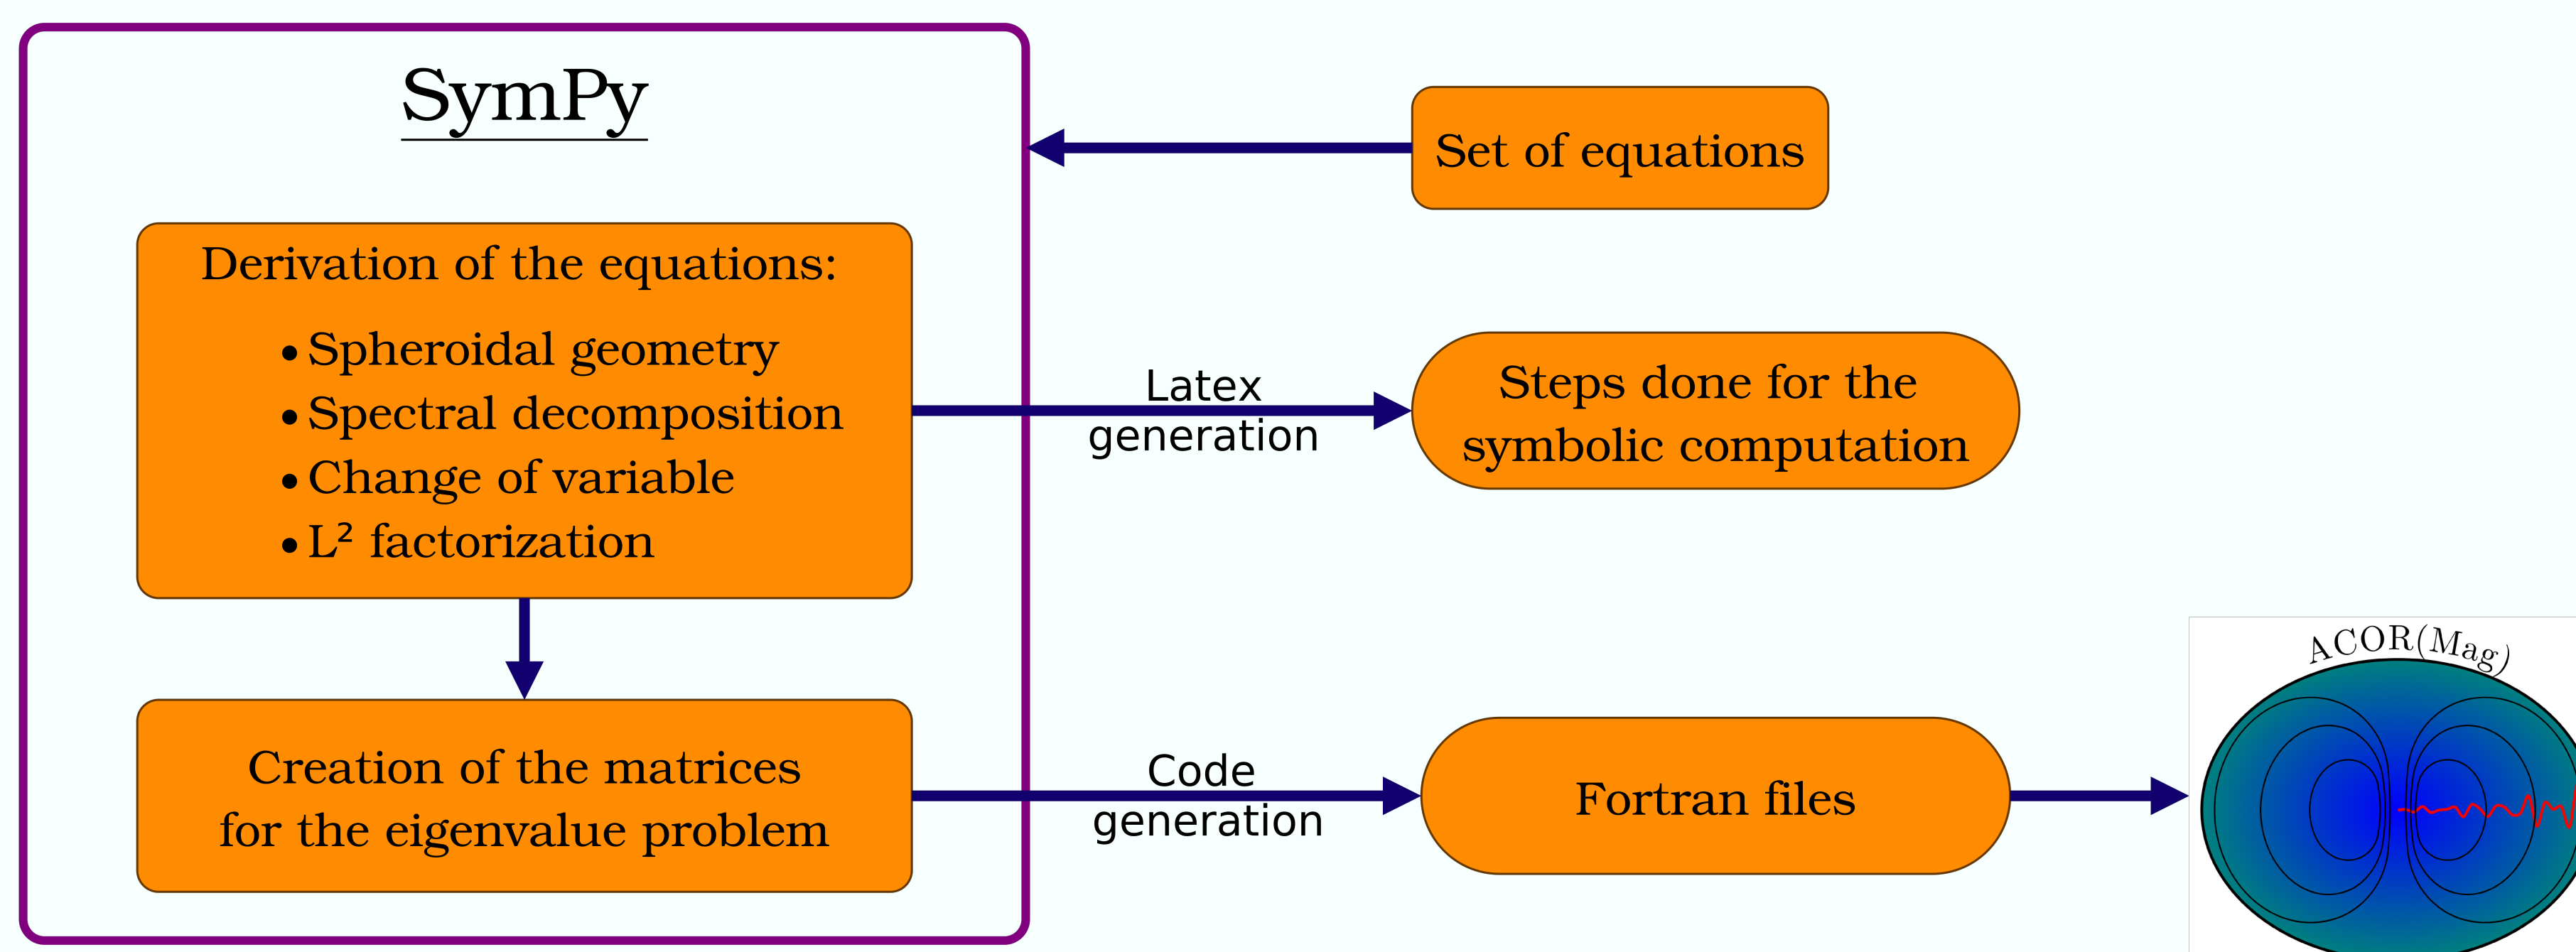 SymPy
Set of equations
Derivation of the equations:
• Spheroidal geometry
• Spectral decomposition
• Change of variable
• L² factorization
Latex
generation
Steps done for the
symbolic computation
Creation of the matrices
for the eigenvalue problem
Code
generation
Fortran files
ACOR(Mag)